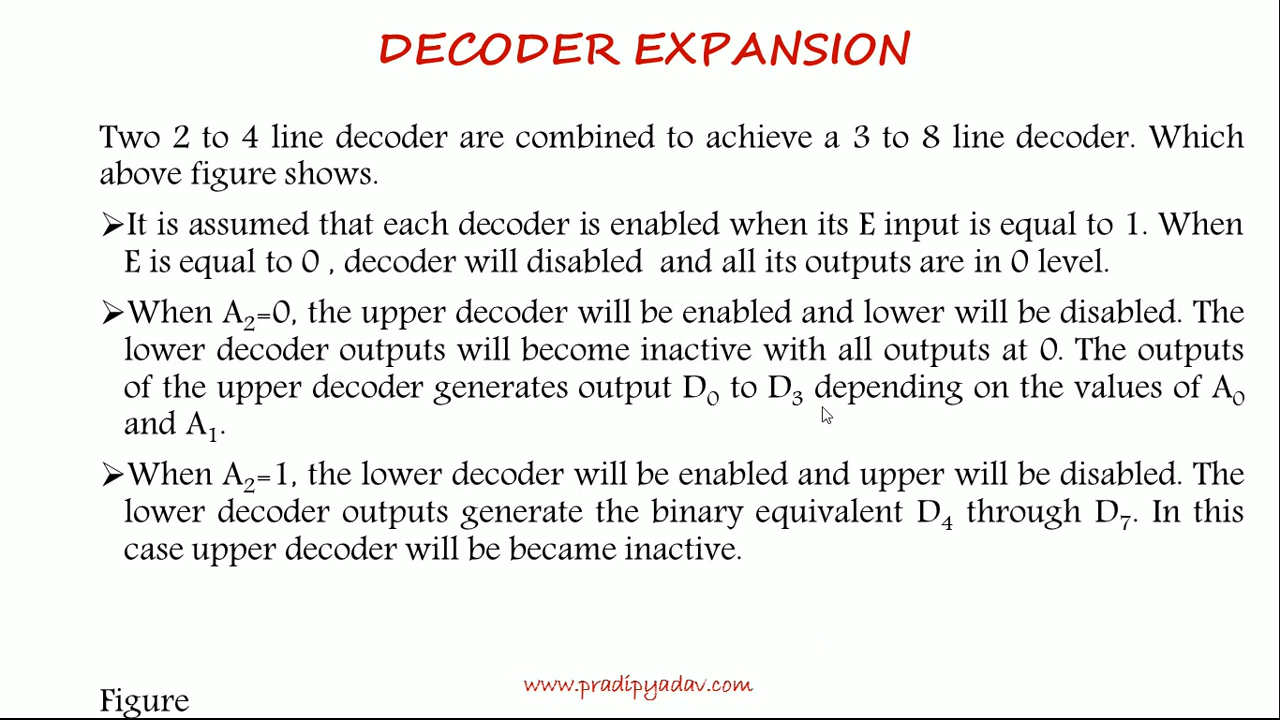 DECODER EXPANSION
Two 2 to 4 line decoder are combined to achieve a 3 to 8 line decoder. Which
above figure shows.
➤It is assumed that each decoder is enabled when its E input is equal to 1. When
E is equal to 0 , decoder will disabled and all its outputs are in 0 level.
➤When A₂=0, the upper decoder will be enabled and lower will be disabled. The
lower decoder outputs will become inactive with all outputs at 0. The outputs
of the upper decoder generates output D₀ to D₃ depending on the values of A₀
and A₁.
➤When A₂=1, the lower decoder will be enabled and upper will be disabled. The
lower decoder outputs generate the binary equivalent D₄ through D₇. In this
case upper decoder will be became inactive.
www.pradipyadav.com
Figure